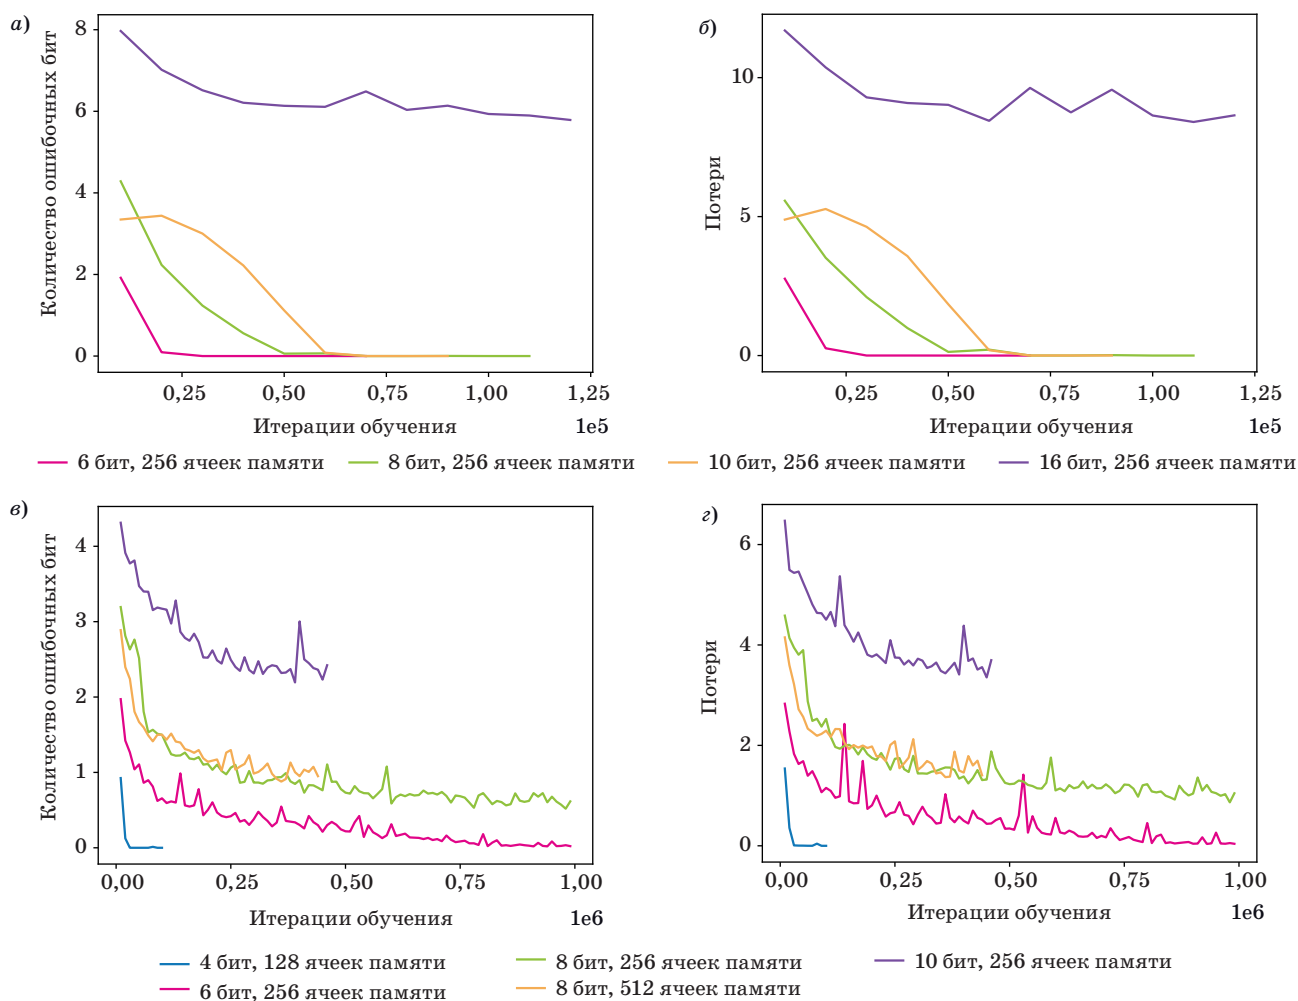 а)
Количество ошибочных бит
8
6
4
2
0
0,25
0,50
0,75
1,00
1,25
Итерации обучения
1e5
б)
Потери
10
5
0
0,25
0,50
0,75
1,00
1,25
Итерации обучения
1e5
6 бит, 256 ячеек памяти
8 бит, 256 ячеек памяти
10 бит, 256 ячеек памяти
16 бит, 256 ячеек памяти
в)
Количество ошибочных бит
4
3
2
1
0
0,00
0,25
0,50
0,75
1,00
Итерации обучения
1e6
г)
Потери
6
4
2
0
0,00
0,25
0,50
0,75
1,00
Итерации обучения
1e6
4 бит, 128 ячеек памяти
8 бит, 256 ячеек памяти
10 бит, 256 ячеек памяти
6 бит, 256 ячеек памяти
8 бит, 512 ячеек памяти